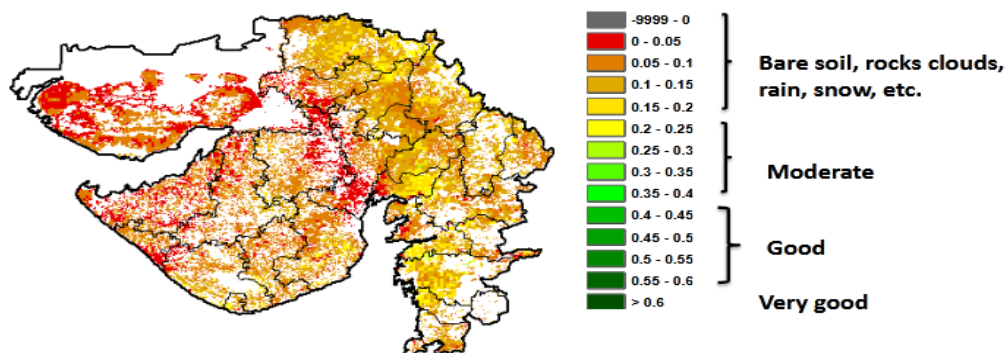 -9999 - 0
0 - 0.05
0.05 - 0.1
0.1 - 0.15
0.15 - 0.2
0.2 - 0.25
0.25 - 0.3
0.3 - 0.35
0.35 - 0.4
0.4 - 0.45
0.45 - 0.5
0.5 - 0.55
0.55 - 0.6
> 0.6
Bare soil, rocks clouds,
rain, snow, etc.
Moderate
Good
Very good